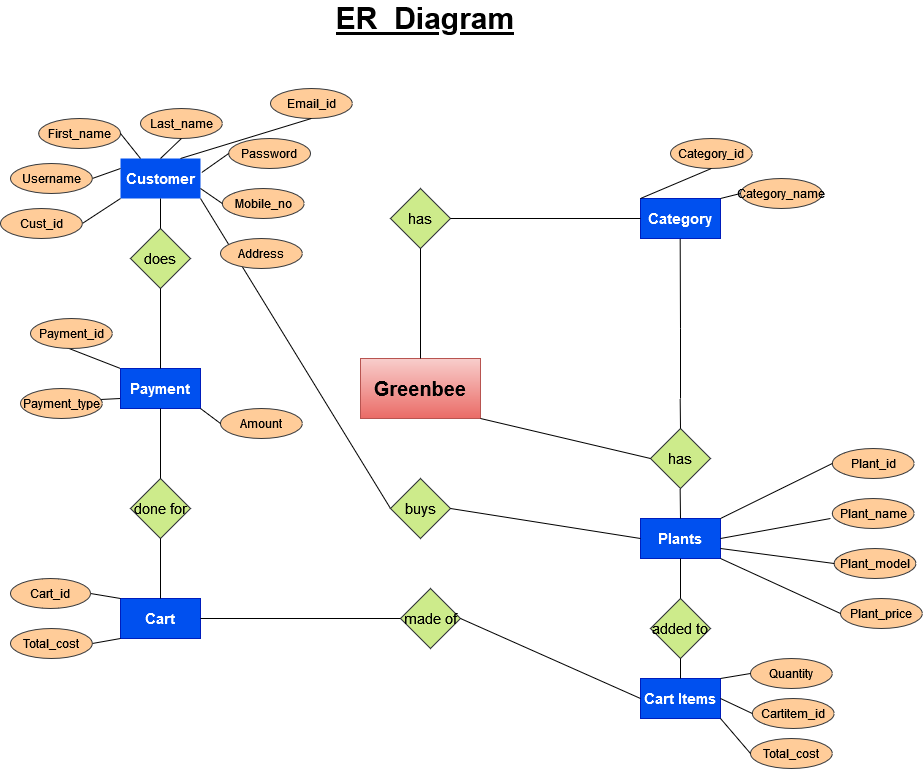 ER Diagram
Email_id
Last_name
First_name
Password
Category_id
Username
Customer
Category_name
Mobile_no
Cust_id
has
Category
Address
does
Payment_id
Greenbee
Payment
Payment_type
Amount
has
Plant_id
done for
buys
Plant_name
Plants
Plant_model
Cart_id
Plant_price
Cart
made of
added to
Total_cost
Quantity
Cart Items
Cartitem_id
Total_cost